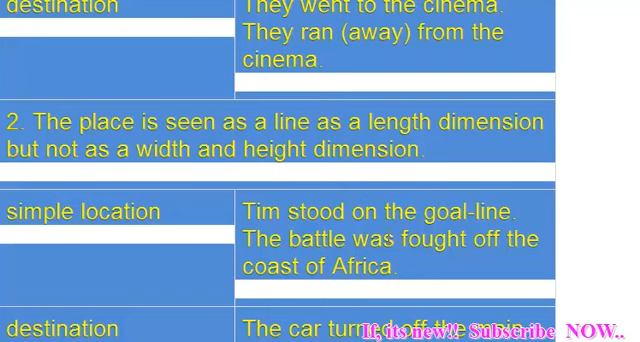 destination
They went to the cinema.
They ran (away) from the
cinema.
2. The place is seen as a line as a length dimension
but not as a width and height dimension.
simple location
Tim stood on the goal-line.
The battle was fought off the
coast of Africa.
destination
The car turned off the main
If, its new!! Subscribe NOW..